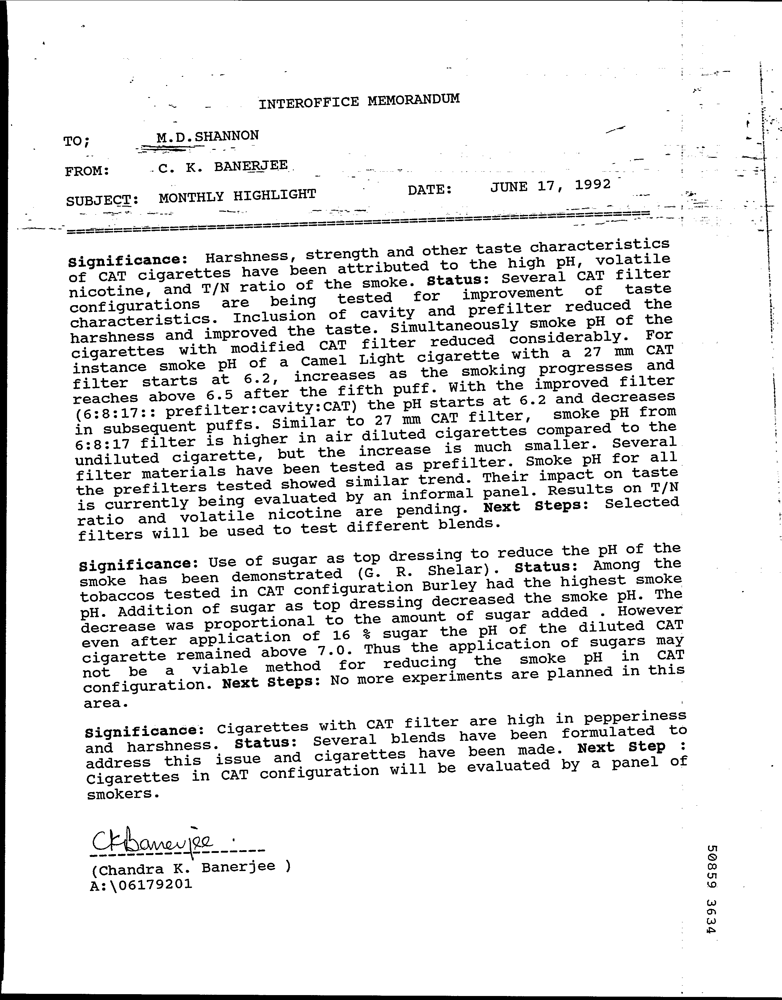 INTEROFFICE MEMORANDUM
TO; M.D.SHANNON
FROM: C. K. BANERJEE
SUBJECT: MONTHLY HIGHLIGHT DATE: JUNE 17, 1992
Significance: Harshness, strength and other taste characteristics
of CAT cigarettes have been attributed to the high pH, volatile
nicotine, and T/N ratio of the smoke. Status: Several CAT filter
configurations are being tested for improvement of taste
characteristics. Inclusion of cavity and prefilter reduced the
harshness and improved the taste. Simultaneously smoke pH of the
cigarettes with modified CAT filter reduced considerably. For
instance smoke pH of a Camel Light cigarette with a 27 mm CAT
filter starts at 6.2, increases as the smoking progresses and
reaches above 6.5 after the fifth puff. With the improved filter
(6:8:17:: prefilter:cavity:CAT) the pH starts at 6.2 and decreases
in subsequent puffs. Similar to 27 mm CAT filter, smoke pH from
6:8:17 filter is higher in air diluted cigarettes compared to the
undiluted cigarette, but the increase is much smaller. Several
filter materials have been tested as prefilter. Smoke pH for all
the prefilters tested showed similar trend. Their impact on taste
is currently being evaluated by an informal panel. Results on T/N
ratio and volatile nicotine are pending. Next Steps: Selected
filters will be used to test different blends.
Significance: Use of sugar as top dressing to reduce the pH of the
smoke has been demonstrated (G. R. Shelar). Status: Among the
tobaccos tested in CAT configuration Burley had the highest smoke
pH. Addition of sugar as top dressing decreased the smoke pH. The
decrease was proportional to the amount of sugar added . However
even after application of 16 % sugar the pH of the diluted CAT
cigarette remained above 7.0. Thus the application of sugars may
not be a viable method for reducing the smoke pH in CAT
configuration. Next Steps: No more experiments are planned in this
area.
Significance: Cigarettes with CAT filter are high in pepperiness
and harshness. Status: Several blends have been formulated to
address this issue and cigarettes have been made. Next Step :
Cigarettes in CAT configuration will be evaluated by a panel of
smokers.
CKBanerjee
(Chandra K. Banerjee )
A:\06179201
50859 3634